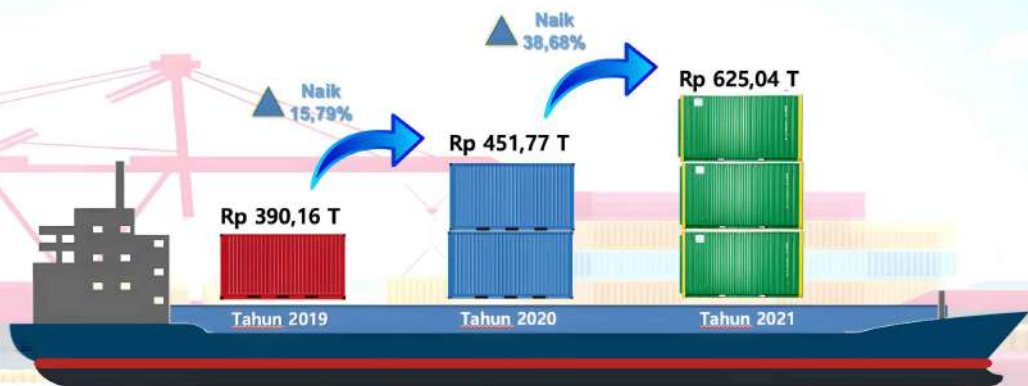 Naik
38,68%
Rp 625,04 T
Naik
15,79%
Rp 451,77 T
Rp 390,16 T
Tahun 2019
Tahun 2020
Tahun 2021